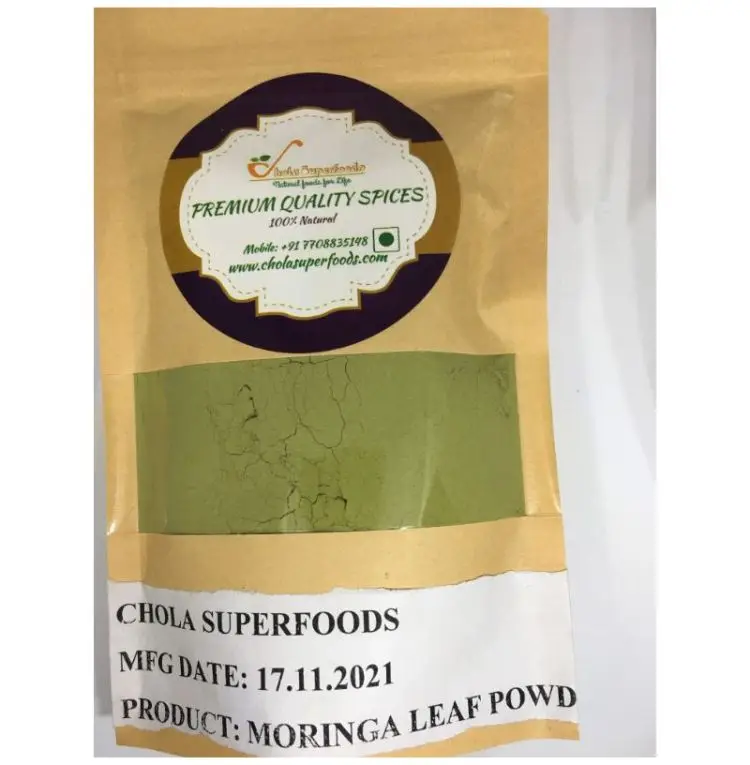 Chola Superfoods
Natural foods for Life
PREMIUM QUALITY SPICES
100% Natural
Mobile: +91 7708835148
www.cholasuperfoods.com
CHOLA SUPERFOODS
MFG DATE: 17.11.2021
PRODUCT: MORINGA LEAF POWD